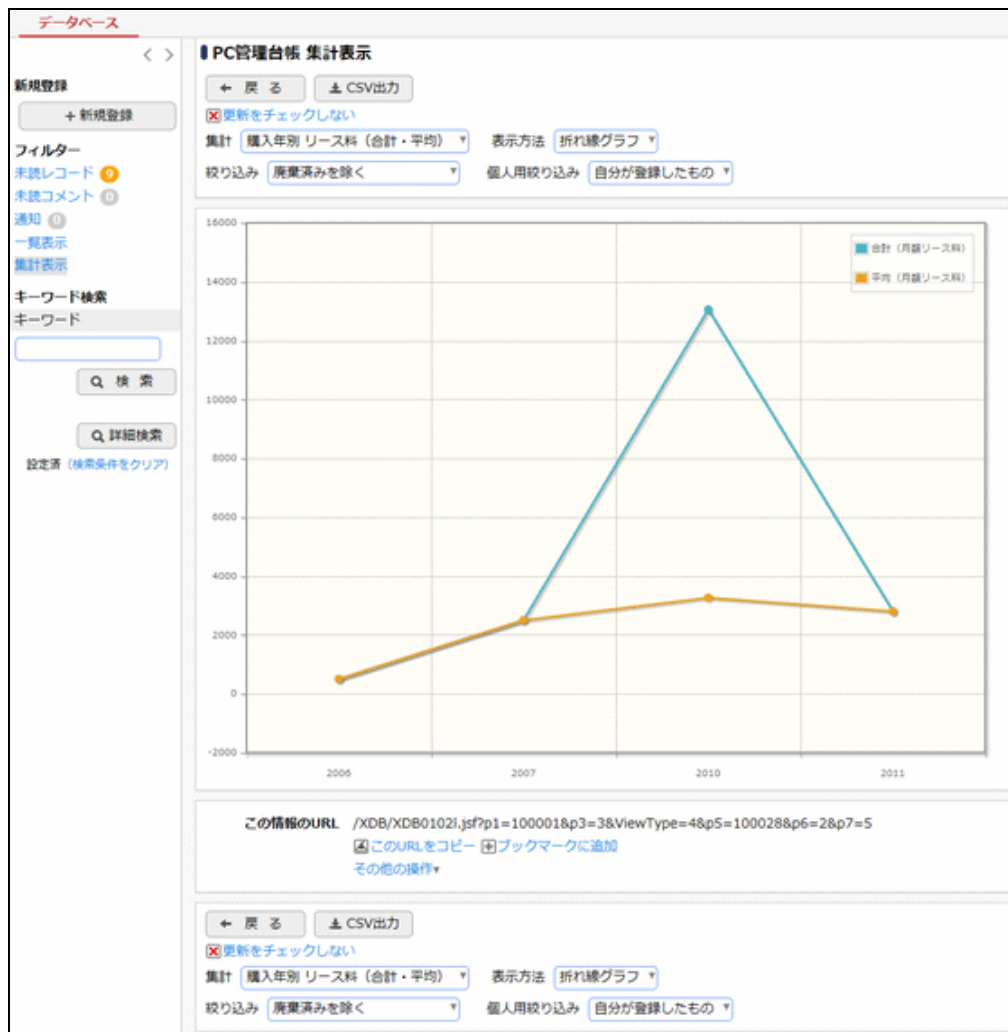 データベース
新規登録
+ 新規登録
フィルター
未読レコード 9
未読コメント 0
通知 0
一覧表示
集計表示
キーワード検索
キーワード
検 索
詳細検索
設定済 (検索条件をクリア)
PC管理台帳 集計表示
戻 る CSV出力
更新をチェックしない
集計 購入年別 リース料（合計・平均） 表示方法 折れ線グラフ
絞り込み 廃棄済みを除く 個人用絞り込み 自分が登録したもの
16000
14000
12000
10000
8000
6000
4000
2000
0
-2000
合計（月額リース料）
平均（月額リース料）
2006 2007 2010 2011
この情報のURL /XDB/XDB0102l.jsf?p1=100001&p3=3&ViewType=4&p5=100028&p6=2&p7=5
このURLをコピー ブックマークに追加
その他の操作▾
戻 る CSV出力
更新をチェックしない
集計 購入年別 リース料（合計・平均） 表示方法 折れ線グラフ
絞り込み 廃棄済みを除く 個人用絞り込み 自分が登録したもの